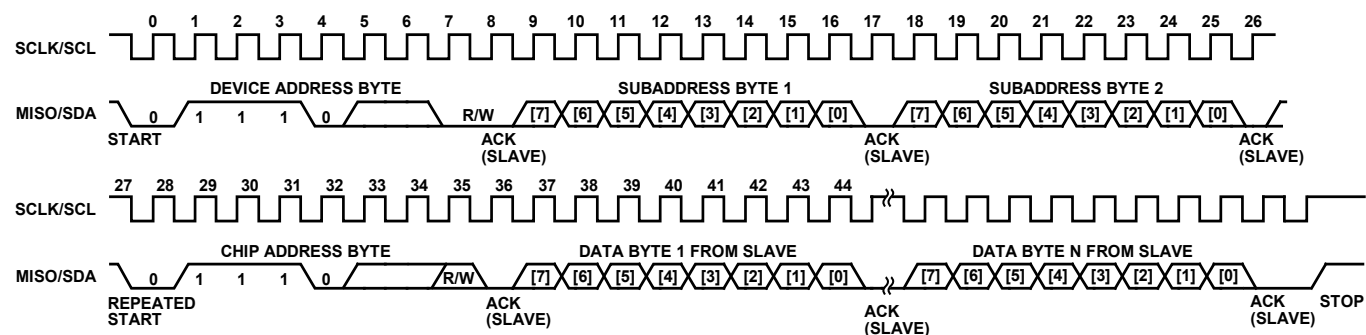 0 1 2 3 4 5 6 7 8 9 10 11 12 13 14 15 16 17 18 19 20 21 22 23 24 25 26
SCLK/SCL
DEVICE ADDRESS BYTE SUBADDRESS BYTE 1 SUBADDRESS BYTE 2
MISO/SDA 0 1 1 1 0 R/W [7] [6] [5] [4] [3] [2] [1] [0] [7] [6] [5] [4] [3] [2] [1] [0]
START ACK (SLAVE) ACK (SLAVE) ACK (SLAVE)
27 28 29 30 31 32 33 34 35 36 37 38 39 40 41 42 43 44
SCLK/SCL
CHIP ADDRESS BYTE DATA BYTE 1 FROM SLAVE DATA BYTE N FROM SLAVE
MISO/SDA 0 1 1 1 0 R/W [7] [6] [5] [4] [3] [2] [1] [0] [7] [6] [5] [4] [3] [2] [1] [0]
REPEATED START ACK (SLAVE) ACK (SLAVE) ACK (SLAVE) STOP